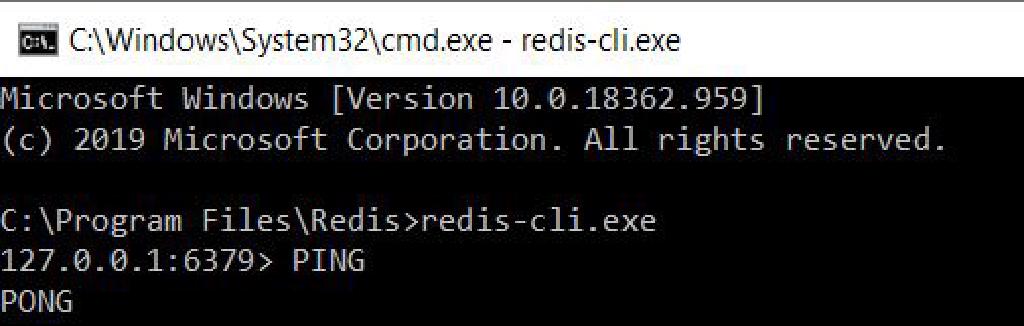 C:\Windows\System32\cmd.exe - redis-cli.exe
Microsoft Windows [Version 10.0.18362.959]
(c) 2019 Microsoft Corporation. All rights reserved.
C:\Program Files\Redis>redis-cli.exe
127.0.0.1:6379> PING
PONG